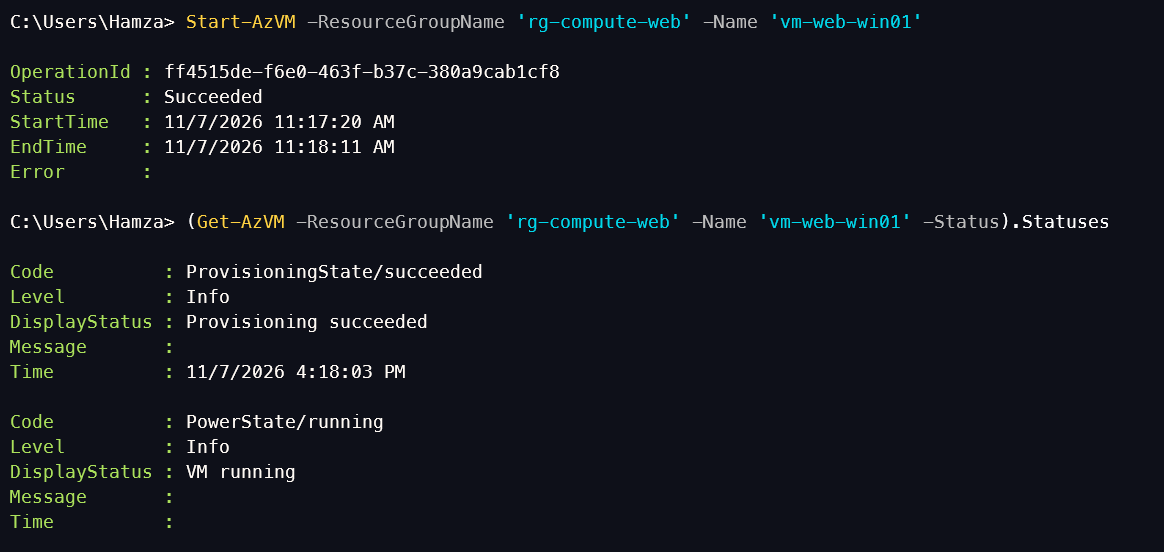 C:\Users\Hamza> Start-AzVM -ResourceGroupName 'rg-compute-web' -Name 'vm-web-win01'
OperationId : ff4515de-f6e0-463f-b37c-380a9cab1cf8
Status      : Succeeded
StartTime   : 11/7/2026 11:17:20 AM
EndTime     : 11/7/2026 11:18:11 AM
Error       :
C:\Users\Hamza> (Get-AzVM -ResourceGroupName 'rg-compute-web' -Name 'vm-web-win01' -Status).Statuses
Code          : ProvisioningState/succeeded
Level         : Info
DisplayStatus : Provisioning succeeded
Message       :
Time          : 11/7/2026 4:18:03 PM
Code          : PowerState/running
Level         : Info
DisplayStatus : VM running
Message       :
Time          :